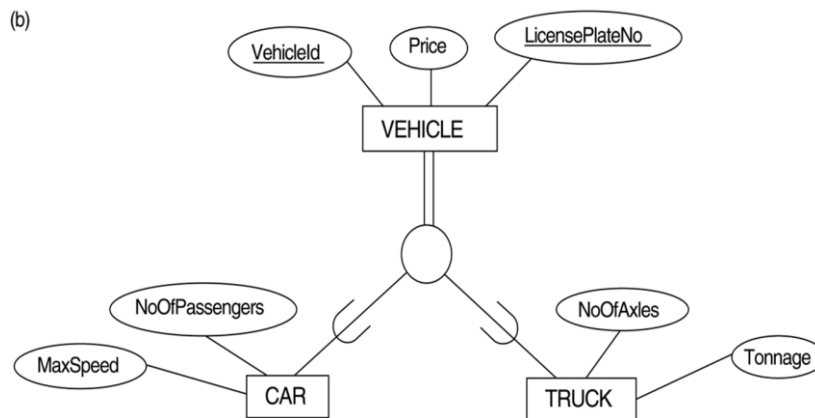 (b)
VehicleId
Price
LicensePlateNo
VEHICLE
NoOfPassengers
NoOfAxles
MaxSpeed
Tonnage
CAR
TRUCK